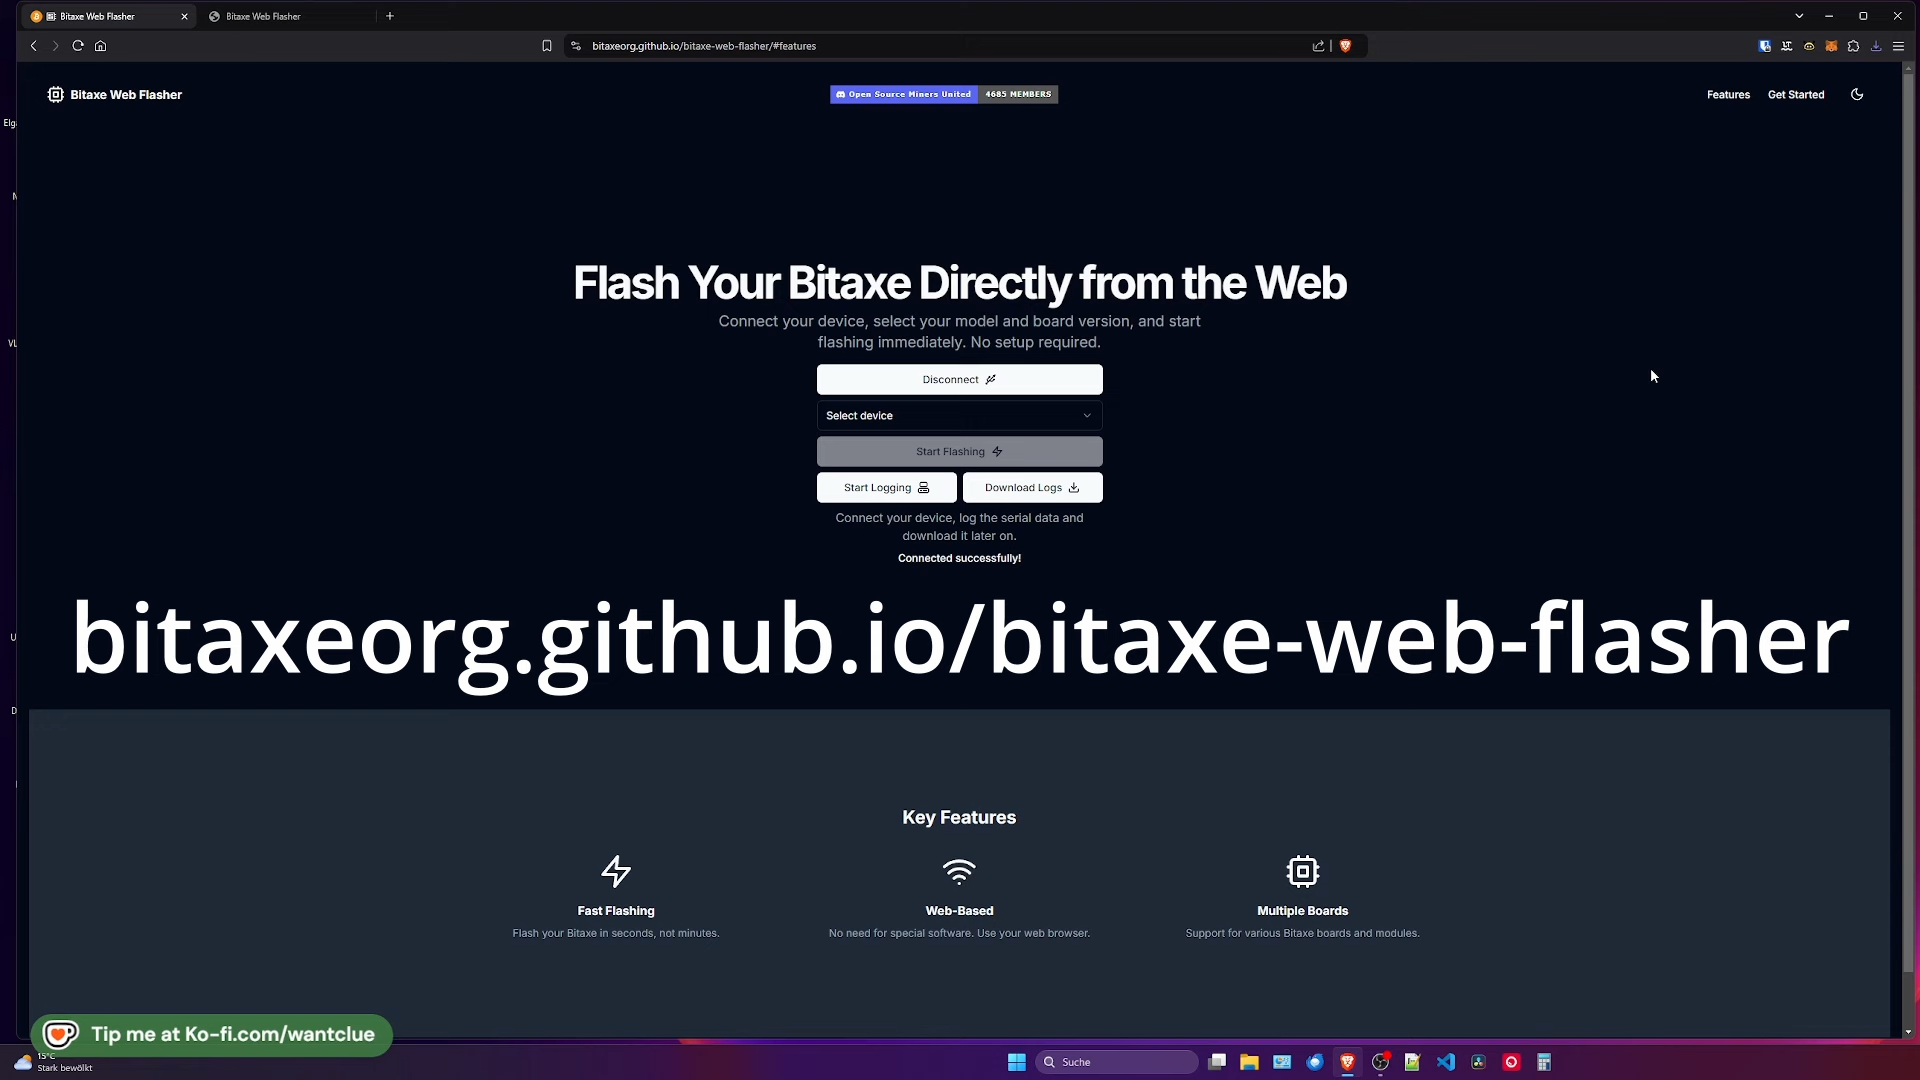 Bitaxe Web Flasher
Bitaxe Web Flasher
bitaxeorg.github.io/bitaxe-web-flasher/#features
Bitaxe Web Flasher
Open Source Miners United 4685 MEMBERS
Features
Get Started
Elga
N
VL
U
D
Flash Your Bitaxe Directly from the Web
Connect your device, select your model and board version, and start
flashing immediately. No setup required.
Disconnect
Select device
Start Flashing
Start Logging
Download Logs
Connect your device, log the serial data and
download it later on.
Connected successfully!
bitaxeorg.github.io/bitaxe-web-flasher
Key Features
Fast Flashing
Flash your Bitaxe in seconds, not minutes.
Web-Based
No need for special software. Use your web browser.
Multiple Boards
Support for various Bitaxe boards and modules.
Tip me at Ko-fi.com/wantclue
15°C
Stark bewölkt
Suche